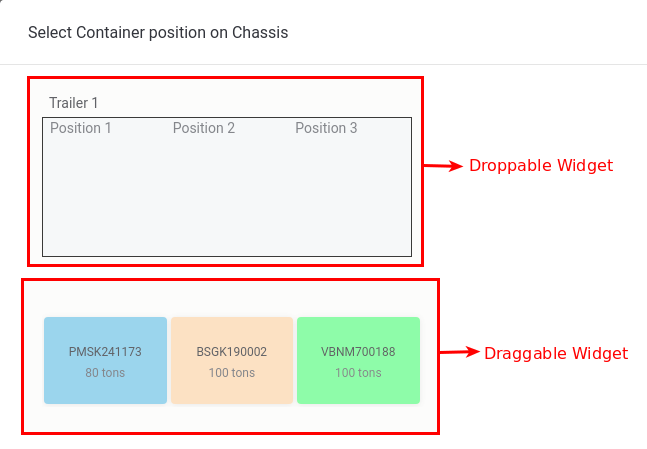 Select Container position on Chassis
Trailer 1
Position 1 Position 2 Position 3
Droppable Widget
PMSK241173 BSGK190002 VBNM700188
80 tons 100 tons 100 tons
Draggable Widget